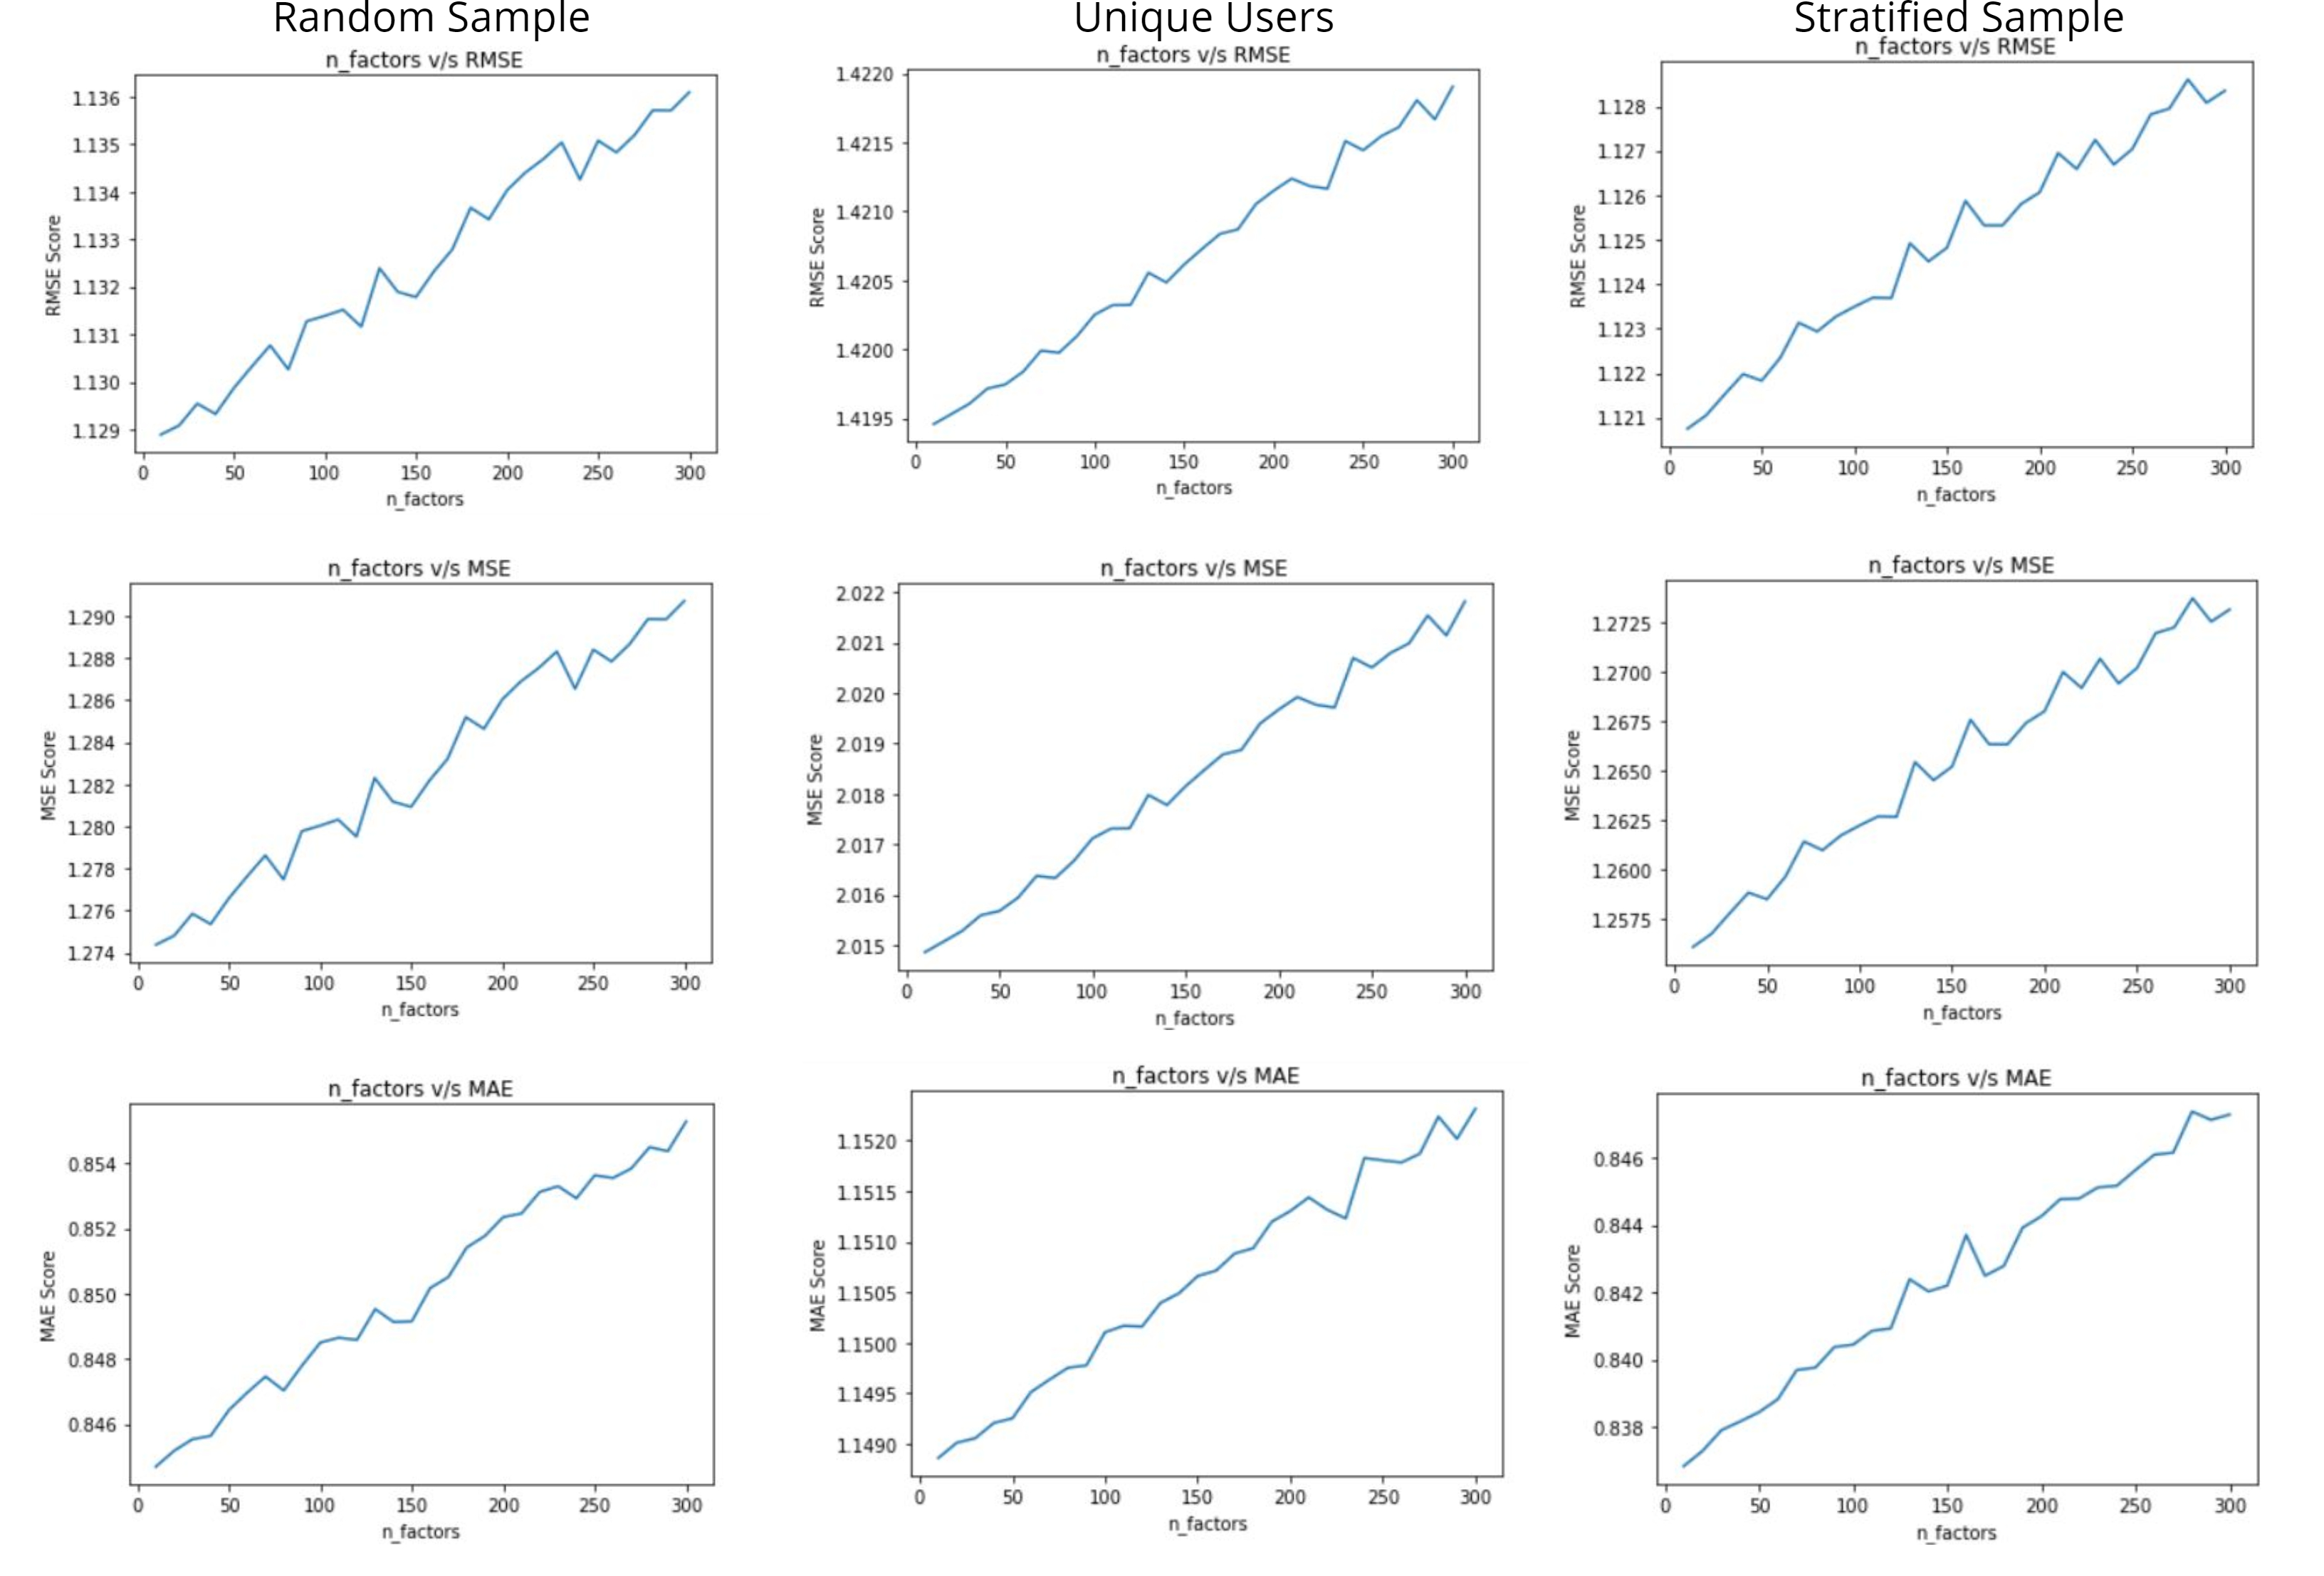 Random Sample
Unique Users
Stratified Sample
n_factors v/s RMSE
1.136
1.135
1.134
1.133
1.132
1.131
1.130
1.129
RMSE Score
0 50 100 150 200 250 300
n_factors
n_factors v/s RMSE
1.4220
1.4215
1.4210
1.4205
1.4200
1.4195
RMSE Score
0 50 100 150 200 250 300
n_factors
n_factors v/s RMSE
1.128
1.127
1.126
1.125
1.124
1.123
1.122
1.121
RMSE Score
0 50 100 150 200 250 300
n_factors
n_factors v/s MSE
1.290
1.288
1.286
1.284
1.282
1.280
1.278
1.276
1.274
MSE Score
0 50 100 150 200 250 300
n_factors
n_factors v/s MSE
2.022
2.021
2.020
2.019
2.018
2.017
2.016
2.015
MSE Score
0 50 100 150 200 250 300
n_factors
n_factors v/s MSE
1.2725
1.2700
1.2675
1.2650
1.2625
1.2600
1.2575
MSE Score
0 50 100 150 200 250 300
n_factors
n_factors v/s MAE
0.854
0.852
0.850
0.848
0.846
MAE Score
0 50 100 150 200 250 300
n_factors
n_factors v/s MAE
1.1520
1.1515
1.1510
1.1505
1.1500
1.1495
1.1490
MAE Score
0 50 100 150 200 250 300
n_factors
n_factors v/s MAE
0.846
0.844
0.842
0.840
0.838
MAE Score
0 50 100 150 200 250 300
n_factors